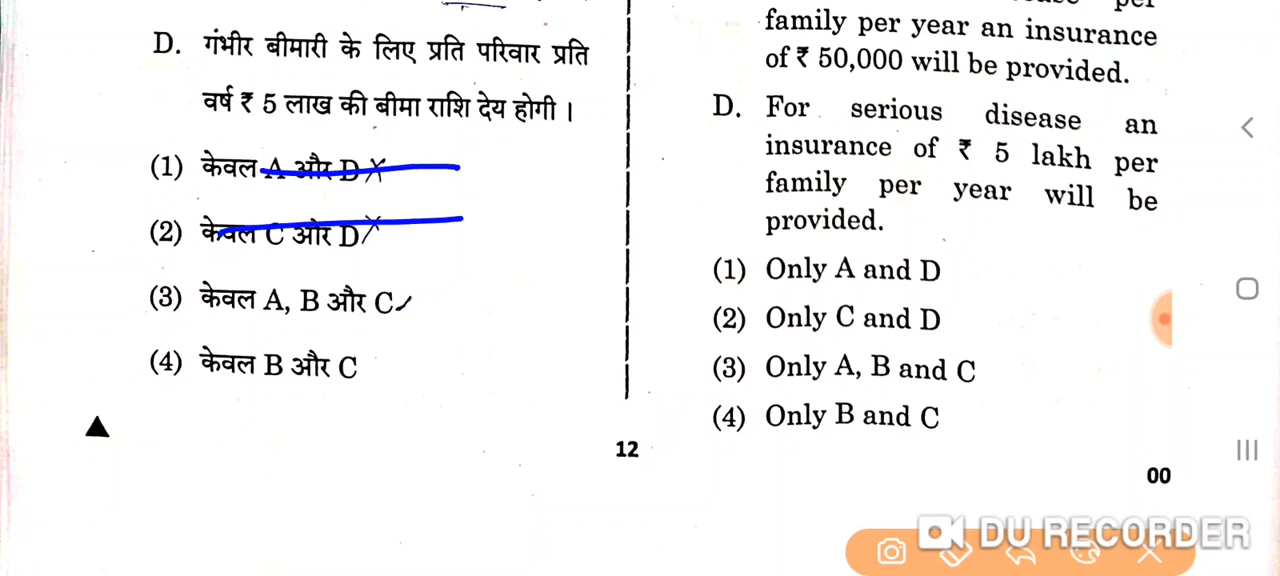 D. गंभीर बीमारी के लिए प्रति परिवार प्रति
वर्ष ₹ 5 लाख की बीमा राशि देय होगी ।
(1) केवल A और D
(2) केवल C और D
(3) केवल A, B और C
(4) केवल B और C
family per year an insurance
of ₹ 50,000 will be provided.
D. For serious disease an
insurance of ₹ 5 lakh per
family per year will be
provided.
(1) Only A and D
(2) Only C and D
(3) Only A, B and C
(4) Only B and C
12
00
DU RECORDER